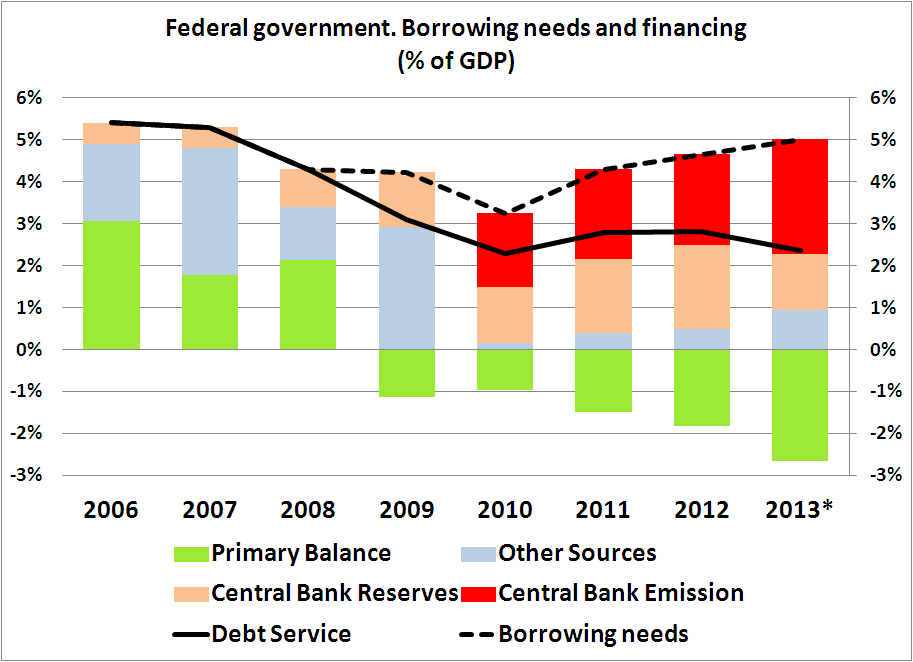 Federal government. Borrowing needs and financing
(% of GDP)
6% 6%
5% 5%
4% 4%
3% 3%
2% 2%
1% 1%
0% 0%
-1% -1%
-2% -2%
-3% -3%
2006 2007 2008 2009 2010 2011 2012 2013*
Primary Balance Other Sources
Central Bank Reserves Central Bank Emission
Debt Service Borrowing needs